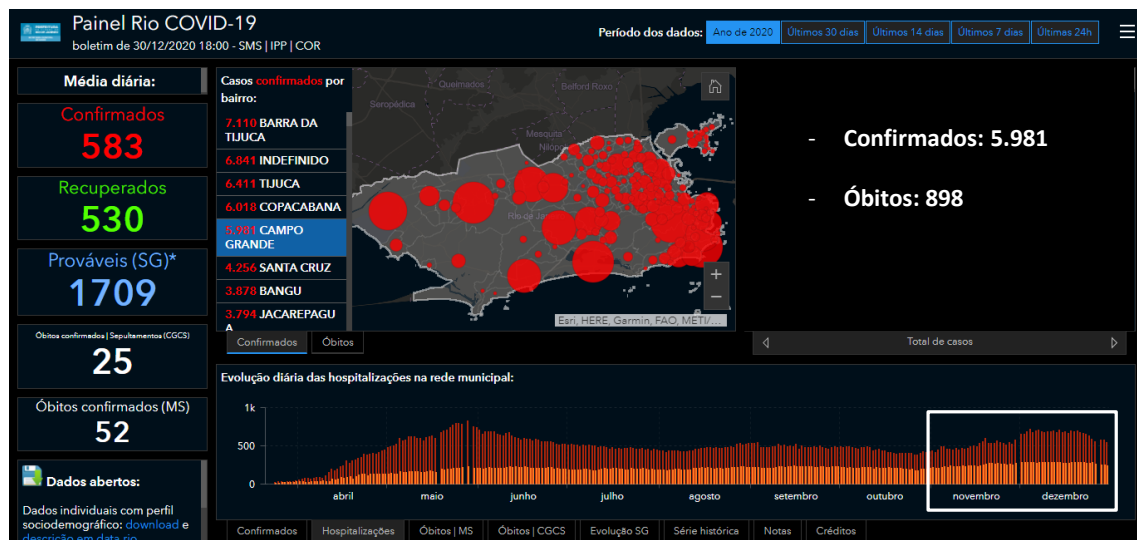 Painel Rio COVID-19
boletim de 30/12/2020 18:00 - SMS | IPP | COR
Período dos dados:
Ano de 2020
Últimos 30 dias
Últimos 14 dias
Últimos 7 dias
Últimas 24h
Média diária:
Confirmados
583
Recuperados
530
Prováveis (SG)*
1709
Óbitos confirmados | Sepultamentos (CGCS)
25
Óbitos confirmados (MS)
52
Dados abertos:
Dados individuais com perfil
sociodemográfico: download e
descrição em data.rio
Casos confirmados por
bairro:
7.110 BARRA DA
TIJUCA
6.841 INDEFINIDO
6.411 TIJUCA
6.018 COPACABANA
5.981 CAMPO
GRANDE
4.256 SANTA CRUZ
3.878 BANGU
3.794 JACAREPAGU
A
Confirmados
Óbitos
Queimados
Belford Roxo
Seropédica
Mesquita
Nilópo
Rio de Ja
+
−
Esri, HERE, Garmin, FAO, METI/...
- Confirmados: 5.981
- Óbitos: 898
Total de casos
Evolução diária das hospitalizações na rede municipal:
1k
500
0
abril
maio
junho
julho
agosto
setembro
outubro
novembro
dezembro
Confirmados
Hospitalizações
Óbitos | MS
Óbitos | CGCS
Evolução SG
Série histórica
Notas
Créditos